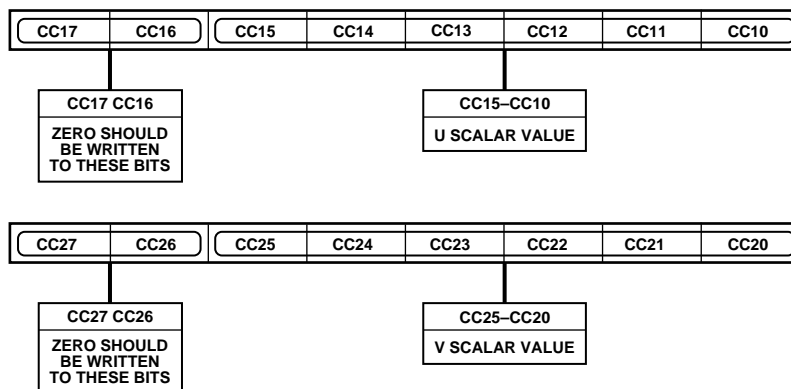 CC17 CC16 CC15 CC14 CC13 CC12 CC11 CC10
CC17 CC16
ZERO SHOULD
BE WRITTEN
TO THESE BITS
CC15–CC10
U SCALAR VALUE
CC27 CC26 CC25 CC24 CC23 CC22 CC21 CC20
CC27 CC26
ZERO SHOULD
BE WRITTEN
TO THESE BITS
CC25–CC20
V SCALAR VALUE